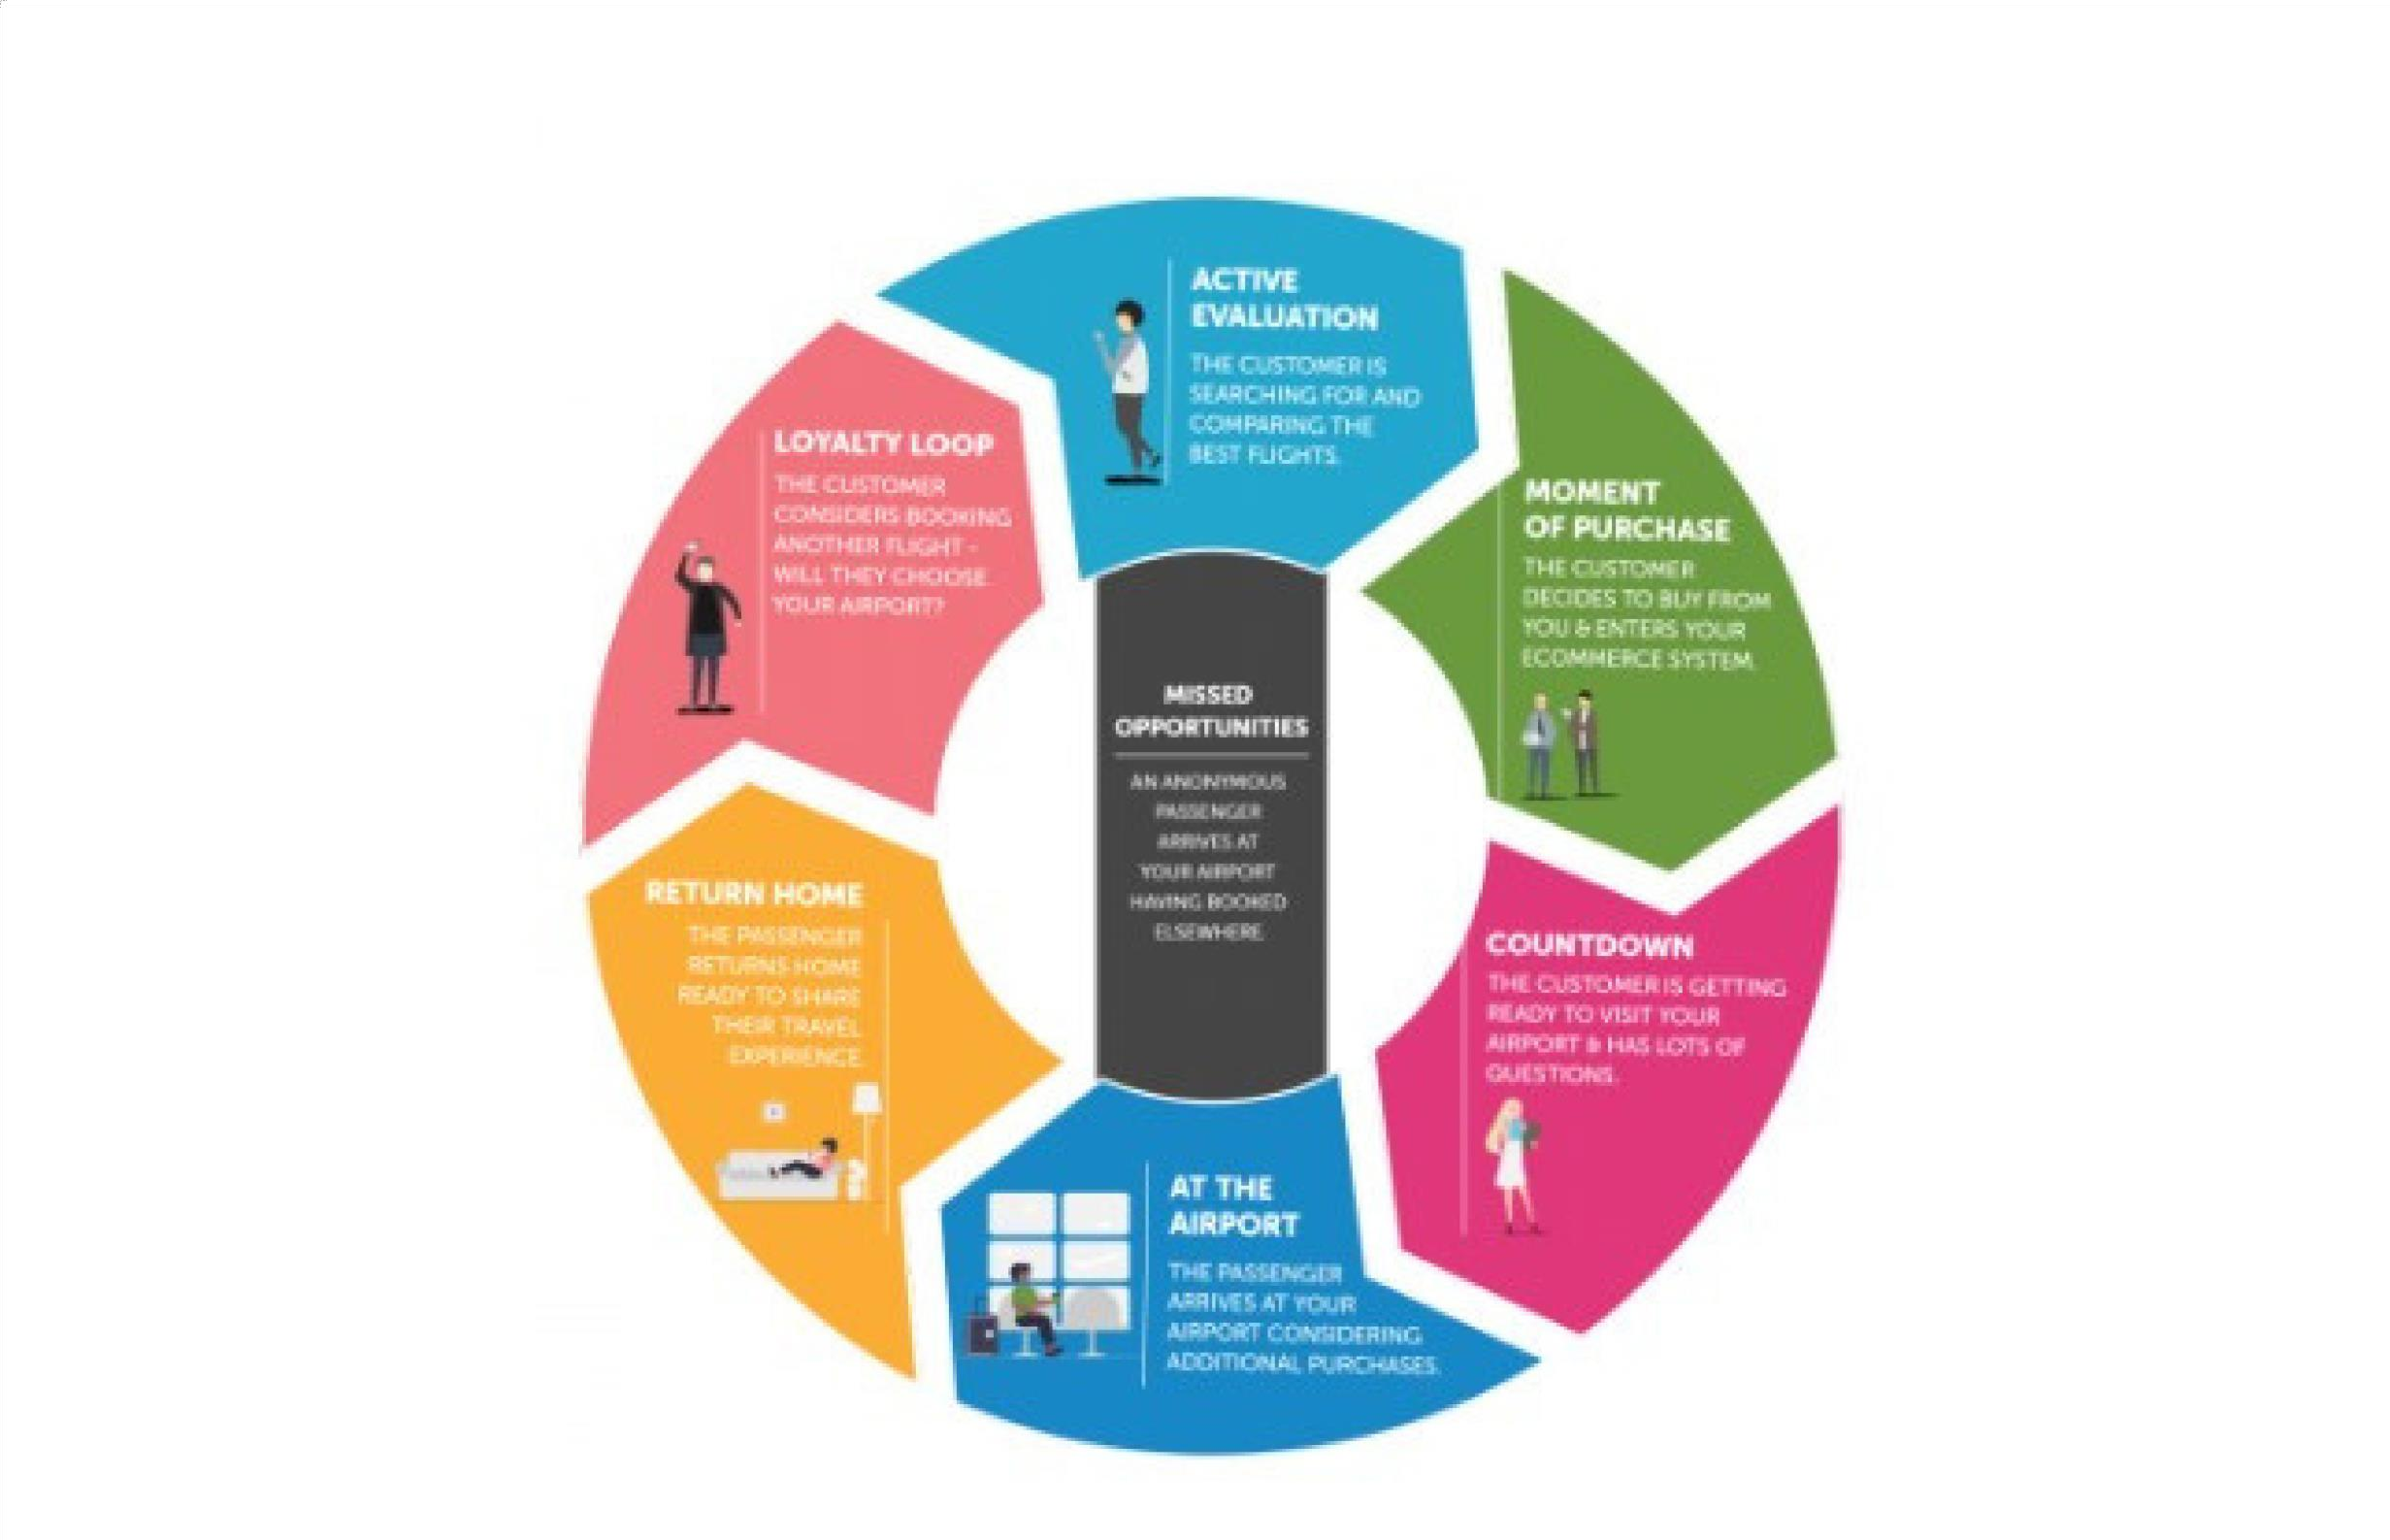 ACTIVE
EVALUATION
THE CUSTOMER IS
SEARCHING FOR AND
COMPARING THE
BEST FLIGHTS.
MOMENT
OF PURCHASE
THE CUSTOMER
DECIDES TO BUY FROM
YOU & ENTERS YOUR
ECOMMERCE SYSTEM.
COUNTDOWN
THE CUSTOMER IS GETTING
READY TO VISIT YOUR
AIRPORT & HAS LOTS OF
QUESTIONS.
AT THE
AIRPORT
THE PASSENGER
ARRIVES AT YOUR
AIRPORT CONSIDERING
ADDITIONAL PURCHASES.
RETURN HOME
THE PASSENGER
RETURNS HOME
READY TO SHARE
THEIR TRAVEL
EXPERIENCE.
LOYALTY LOOP
THE CUSTOMER
CONSIDERS BOOKING
ANOTHER FLIGHT -
WILL THEY CHOOSE
YOUR AIRPORT?
MISSED
OPPORTUNITIES
AN ANONYMOUS
PASSENGER
ARRIVES AT
YOUR AIRPORT
HAVING BOOKED
ELSEWHERE.